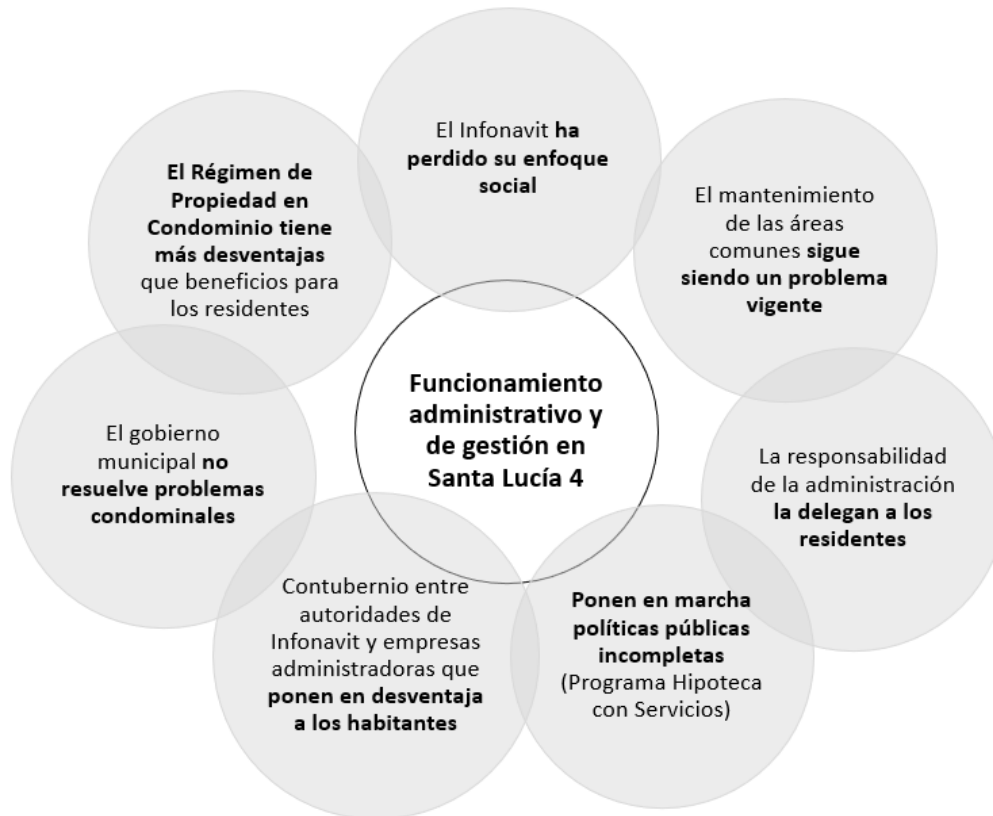 El Infonavit ha
perdido su enfoque
social
El mantenimiento
de las áreas
comunes sigue
siendo un problema
vigente
La responsabilidad
de la administración
la delegan a los
residentes
Ponen en marcha
políticas públicas
incompletas
(Programa Hipoteca
con Servicios)
Contubernio entre
autoridades de
Infonavit y empresas
administradoras que
ponen en desventaja
a los habitantes
El gobierno
municipal no
resuelve problemas
condominales
El Régimen de
Propiedad en
Condominio tiene
más desventajas
que beneficios para
los residentes
Funcionamiento
administrativo y
de gestión en
Santa Lucía 4